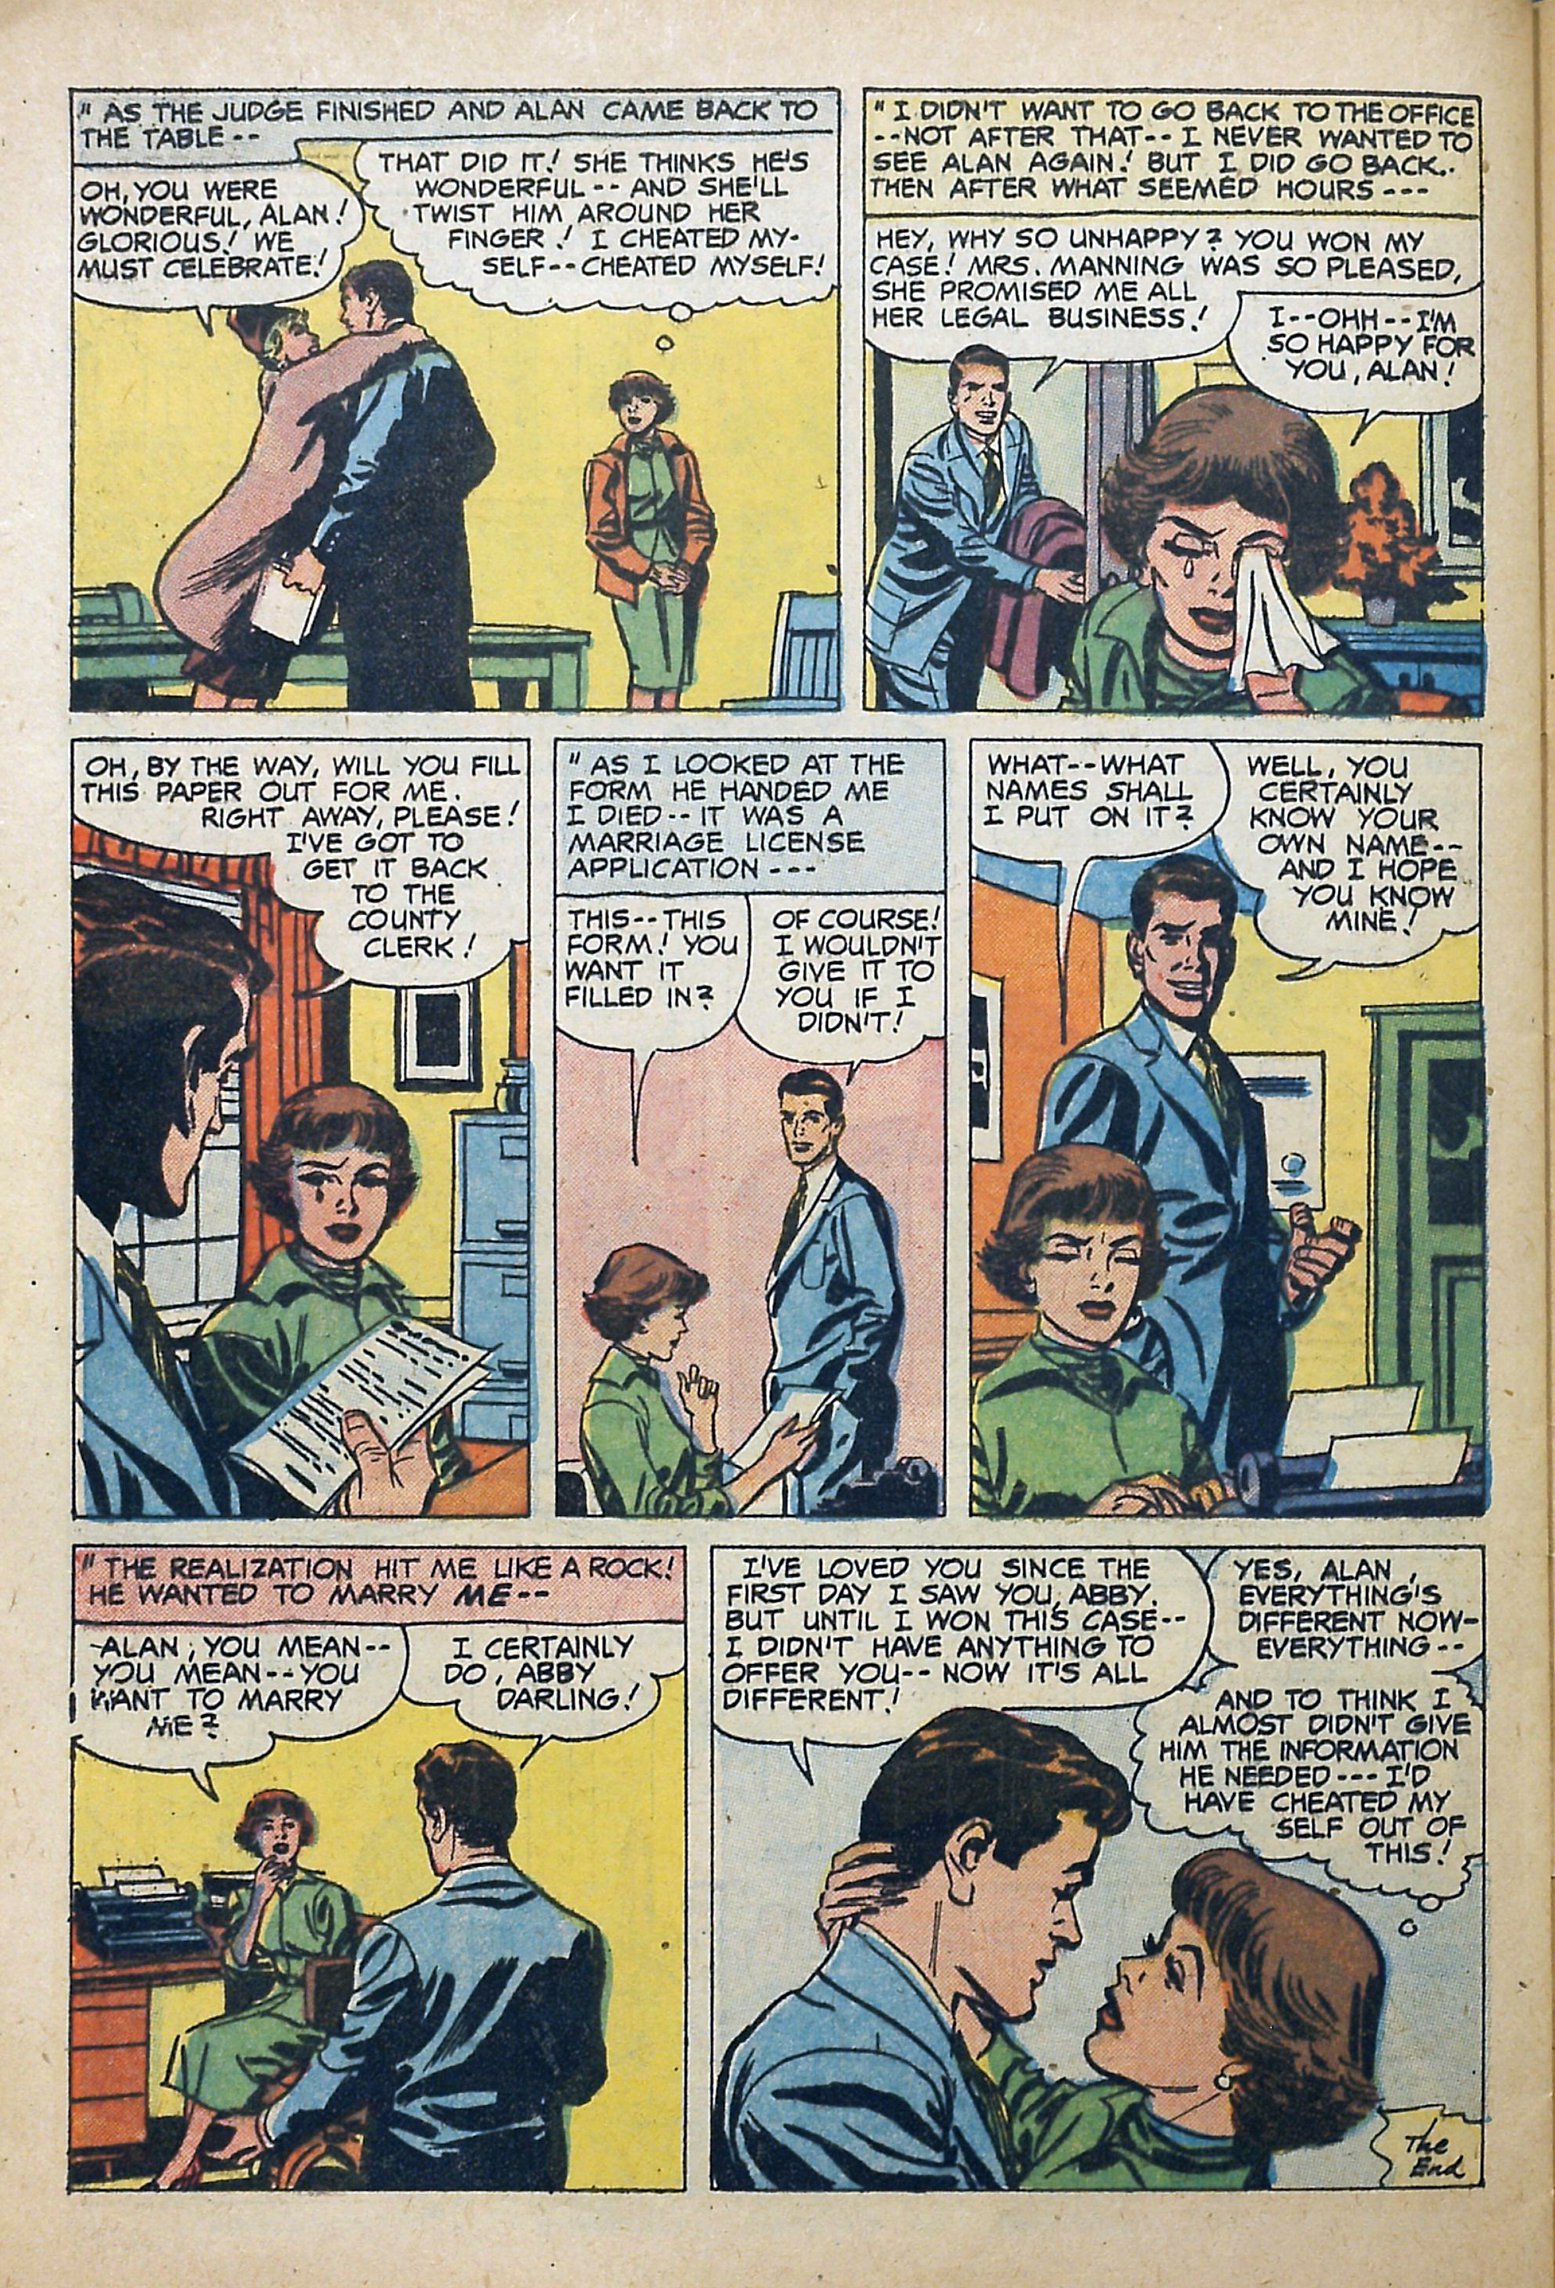 " AS THE JUDGE FINISHED AND ALAN CAME BACK TO
THE TABLE--
OH, YOU WERE
WONDERFUL, ALAN!
GLORIOUS! WE
MUST CELEBRATE!
THAT DID IT! SHE THINKS HE'S
WONDERFUL-- AND SHE'LL
TWIST HIM AROUND HER
FINGER! I CHEATED MY-
SELF--CHEATED MYSELF!
" I DIDN'T WANT TO GO BACK TO THE OFFICE
--NOT AFTER THAT-- I NEVER WANTED TO
SEE ALAN AGAIN! BUT I DID GO BACK..
THEN AFTER WHAT SEEMED HOURS---
HEY, WHY SO UNHAPPY? YOU WON MY
CASE! MRS. MANNING WAS SO PLEASED,
SHE PROMISED ME ALL
HER LEGAL BUSINESS!
I--OHH--I'M
SO HAPPY FOR
YOU, ALAN!
OH, BY THE WAY, WILL YOU FILL
THIS PAPER OUT FOR ME.
RIGHT AWAY, PLEASE!
I'VE GOT TO
GET IT BACK
TO THE
COUNTY
CLERK!
" AS I LOOKED AT THE
FORM HE HANDED ME
I DIED-- IT WAS A
MARRIAGE LICENSE
APPLICATION---
THIS--THIS
FORM! YOU
WANT IT
FILLED IN?
OF COURSE!
I WOULDN'T
GIVE IT TO
YOU IF I
DIDN'T!
WHAT--WHAT
NAMES SHALL
I PUT ON IT?
WELL, YOU
CERTAINLY
KNOW YOUR
OWN NAME--
AND I HOPE
YOU KNOW
MINE!
" THE REALIZATION HIT ME LIKE A ROCK!
HE WANTED TO MARRY ME--
ALAN, YOU MEAN--
YOU MEAN--YOU
WANT TO MARRY
ME?
I CERTAINLY
DO, ABBY
DARLING!
I'VE LOVED YOU SINCE THE
FIRST DAY I SAW YOU, ABBY.
BUT UNTIL I WON THIS CASE--
I DIDN'T HAVE ANYTHING TO
OFFER YOU-- NOW IT'S ALL
DIFFERENT!
YES, ALAN,
EVERYTHING'S
DIFFERENT NOW-
EVERYTHING--
AND TO THINK I
ALMOST DIDN'T GIVE
HIM THE INFORMATION
HE NEEDED---I'D
HAVE CHEATED MY
SELF OUT OF
THIS!
The
End